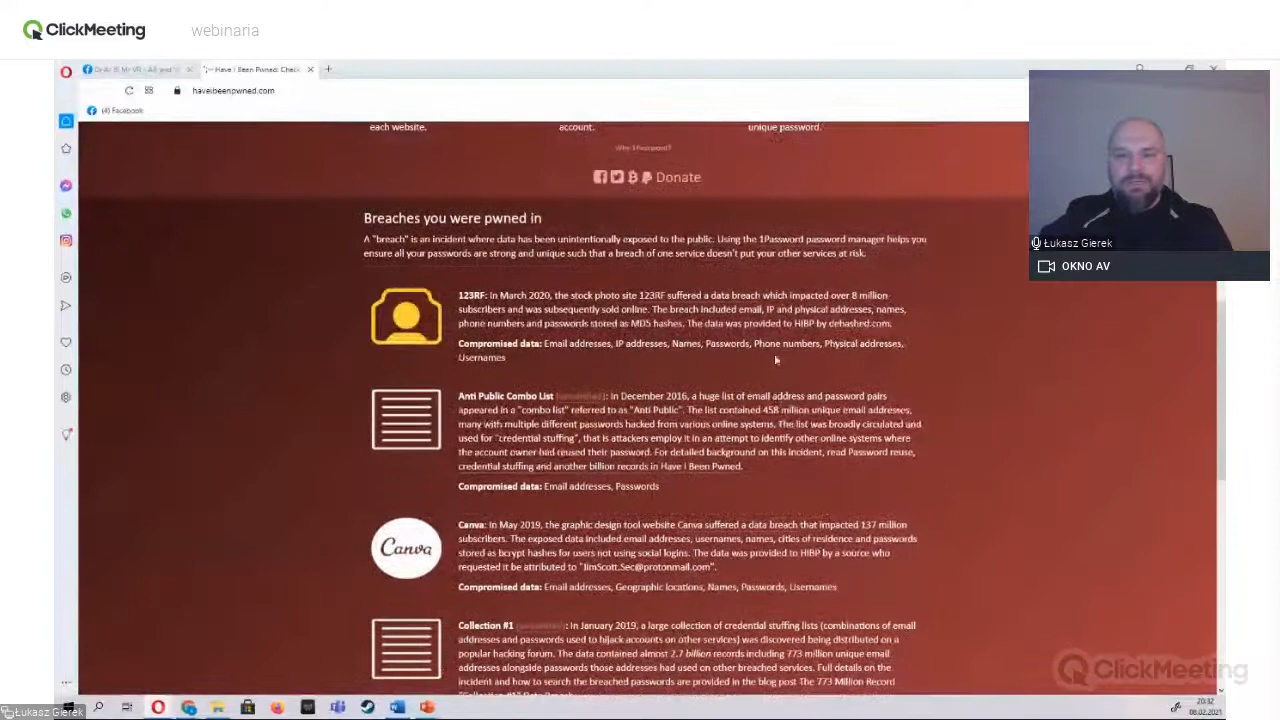 ClickMeeting webinaria
Have I Been Pwned: Check
haveibeenpwned.com
(4) Facebook
each website. account. unique password.
Why 1Password?
Donate
Breaches you were pwned in
A "breach" is an incident where data has been unintentionally exposed to the public. Using the 1Password password manager helps you
ensure all your passwords are strong and unique such that a breach of one service doesn't put your other services at risk.
123RF: In March 2020, the stock photo site 123RF suffered a data breach which impacted over 8 million
subscribers and was subsequently sold online. The breach included email, IP and physical addresses, names,
phone numbers and passwords stored as MD5 hashes. The data was provided to HIBP by dehashed.com.
Compromised data: Email addresses, IP addresses, Names, Passwords, Phone numbers, Physical addresses,
Usernames
Anti Public Combo List : In December 2016, a huge list of email address and password pairs
appeared in a "combo list" referred to as "Anti Public". The list contained 458 million unique email addresses,
many with multiple different passwords hacked from various online systems. The list was broadly circulated and
used for "credential stuffing", that is attackers employ it in an attempt to identify other online systems where
the account owner had reused their password. For detailed background on this incident, read Password reuse,
credential stuffing and another billion records in Have I Been Pwned.
Compromised data: Email addresses, Passwords
Canva
Canva: In May 2019, the graphic design tool website Canva suffered a data breach that impacted 137 million
subscribers. The exposed data included email addresses, usernames, names, cities of residence and passwords
stored as bcrypt hashes for users not using social logins. The data was provided to HIBP by a source who
requested it be attributed to "JimScott.Sec@protonmail.com".
Compromised data: Email addresses, Geographic locations, Names, Passwords, Usernames
Collection #1 : In January 2019, a large collection of credential stuffing lists (combinations of email
addresses and passwords used to hijack accounts on other services) was discovered being distributed on a
popular hacking forum. The data contained almost 2.7 billion records including 773 million unique email
addresses alongside passwords those addresses had used on other breached services. Full details on the
incident and how to search the breached passwords are provided in the blog post The 773 Million Record
Łukasz Gierek
OKNO AV
ClickMeeting
20:32
08.02.2021
Łukasz Gierek